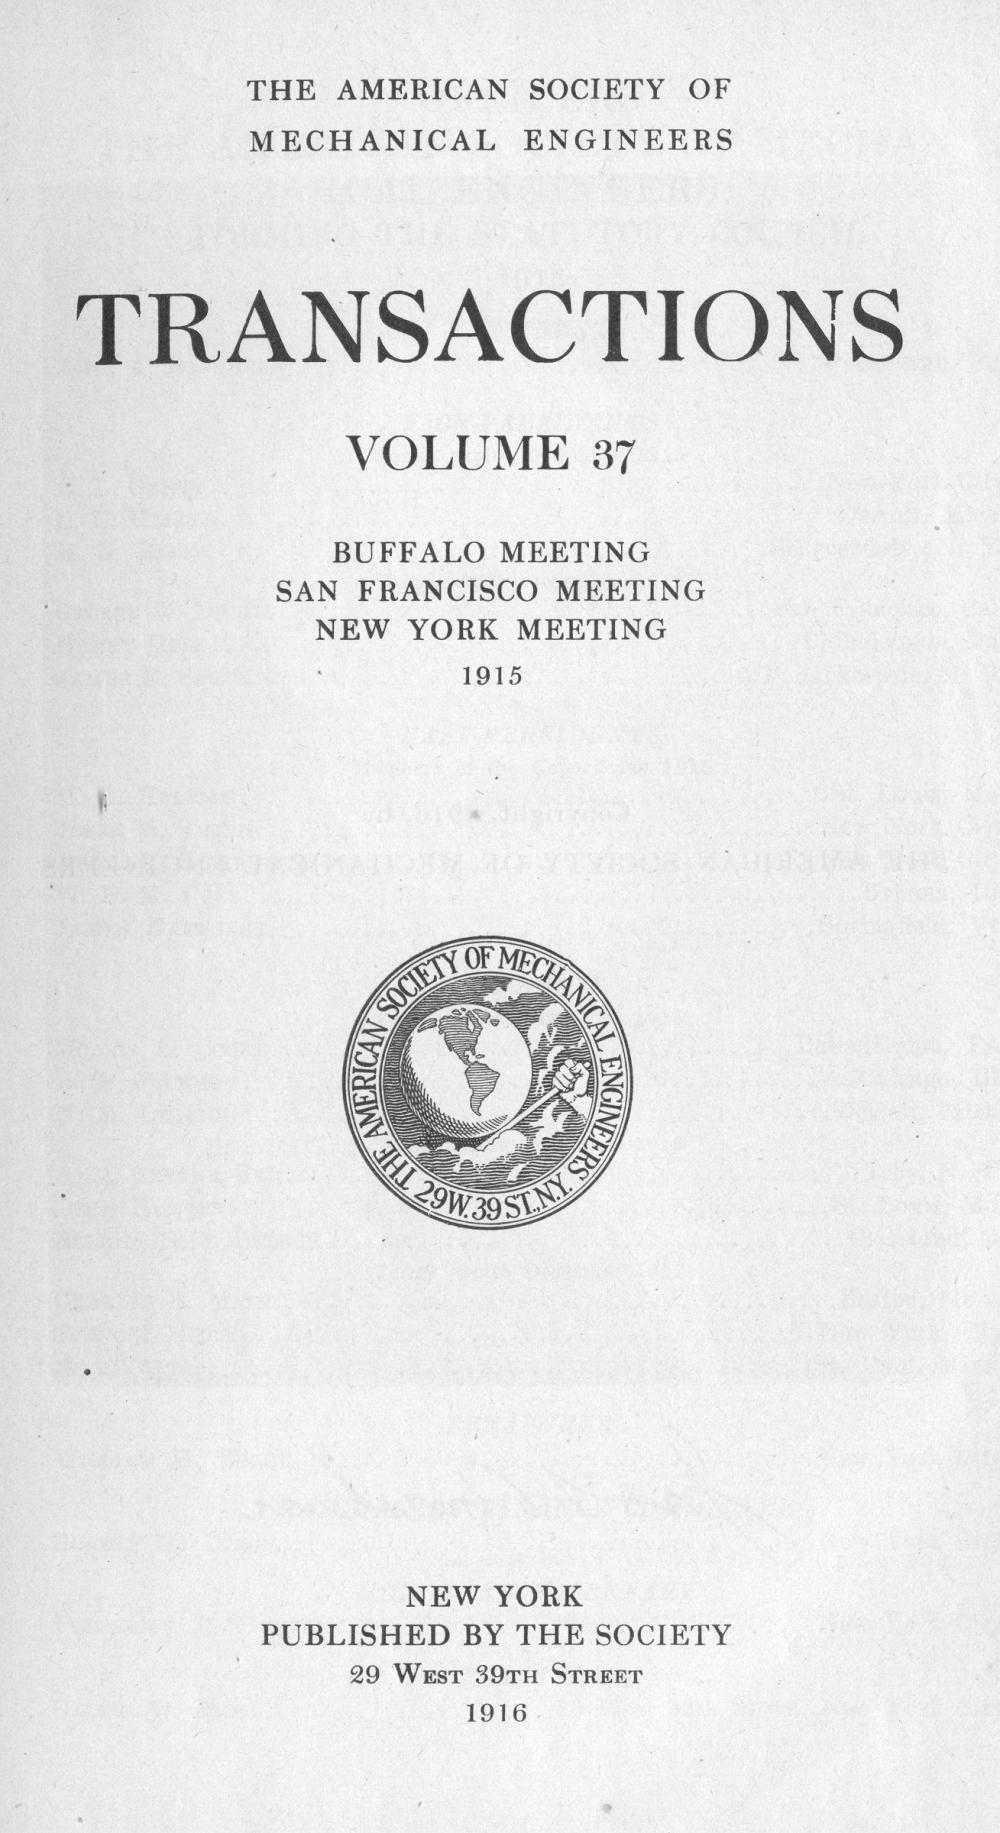 THE AMERICAN SOCIETY OF
MECHANICAL ENGINEERS
TRANSACTIONS
VOLUME 37
BUFFALO MEETING
SAN FRANCISCO MEETING
NEW YORK MEETING
1915
THE AMERICAN SOCIETY OF MECHANICAL ENGINEERS
29 W. 39 ST., N.Y.
NEW YORK
PUBLISHED BY THE SOCIETY
29 WEST 39TH STREET
1916